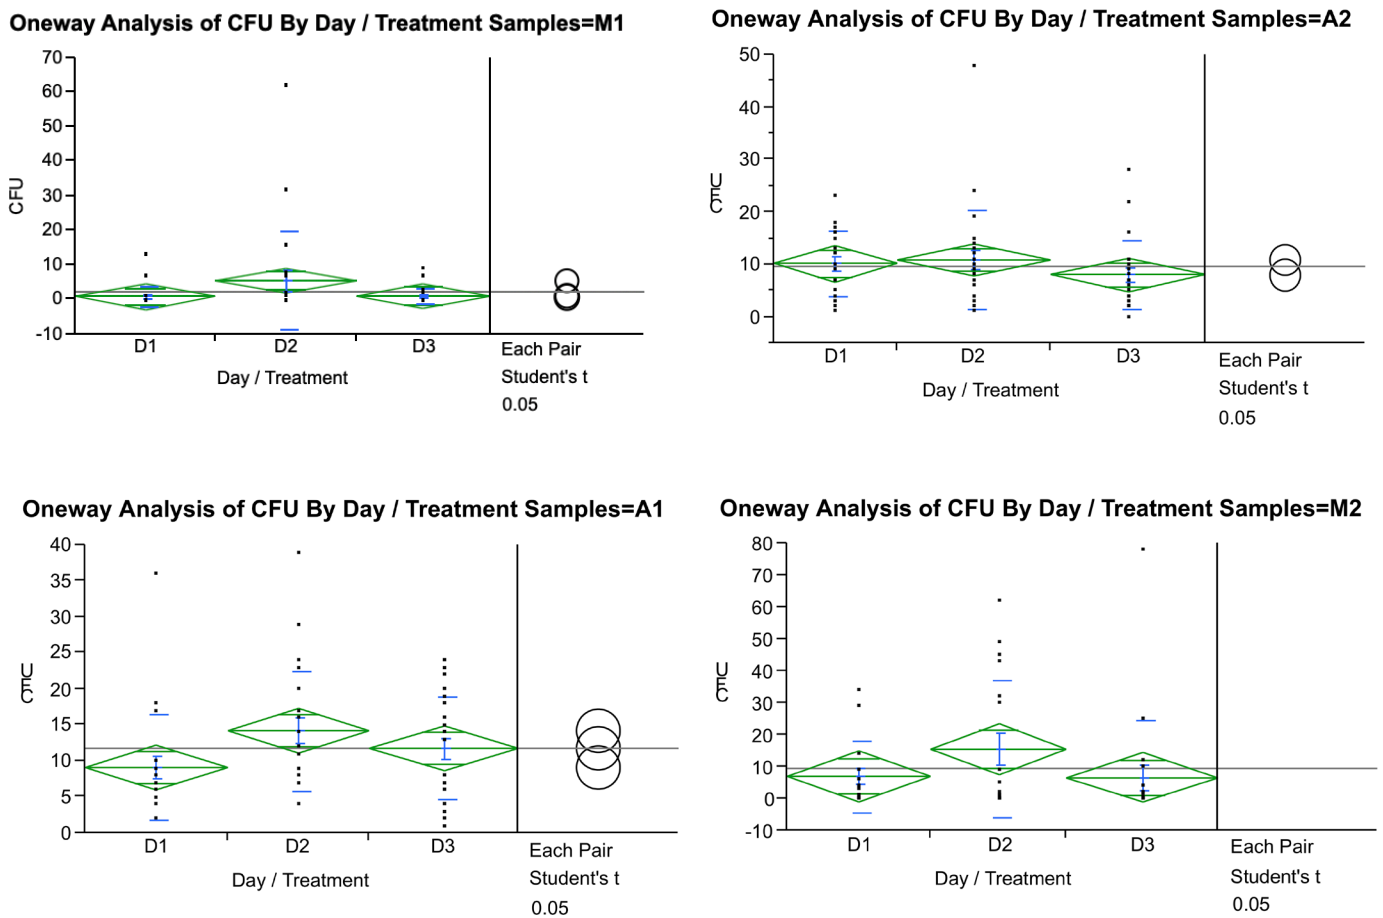 Oneway Analysis of CFU By Day / Treatment Samples=M1
70
60
50
40
30
20
10
0
-10
CFU
D1 D2 D3
Day / Treatment
Each Pair
Student's t
0.05
Oneway Analysis of CFU By Day / Treatment Samples=A2
50
40
30
20
10
0
UFC
D1 D2 D3
Day / Treatment
Each Pair
Student's t
0.05
Oneway Analysis of CFU By Day / Treatment Samples=A1
40
35
30
25
20
15
10
5
0
UFC
D1 D2 D3
Day / Treatment
Each Pair
Student's t
0.05
Oneway Analysis of CFU By Day / Treatment Samples=M2
80
70
60
50
40
30
20
10
0
-10
UFC
D1 D2 D3
Day / Treatment
Each Pair
Student's t
0.05